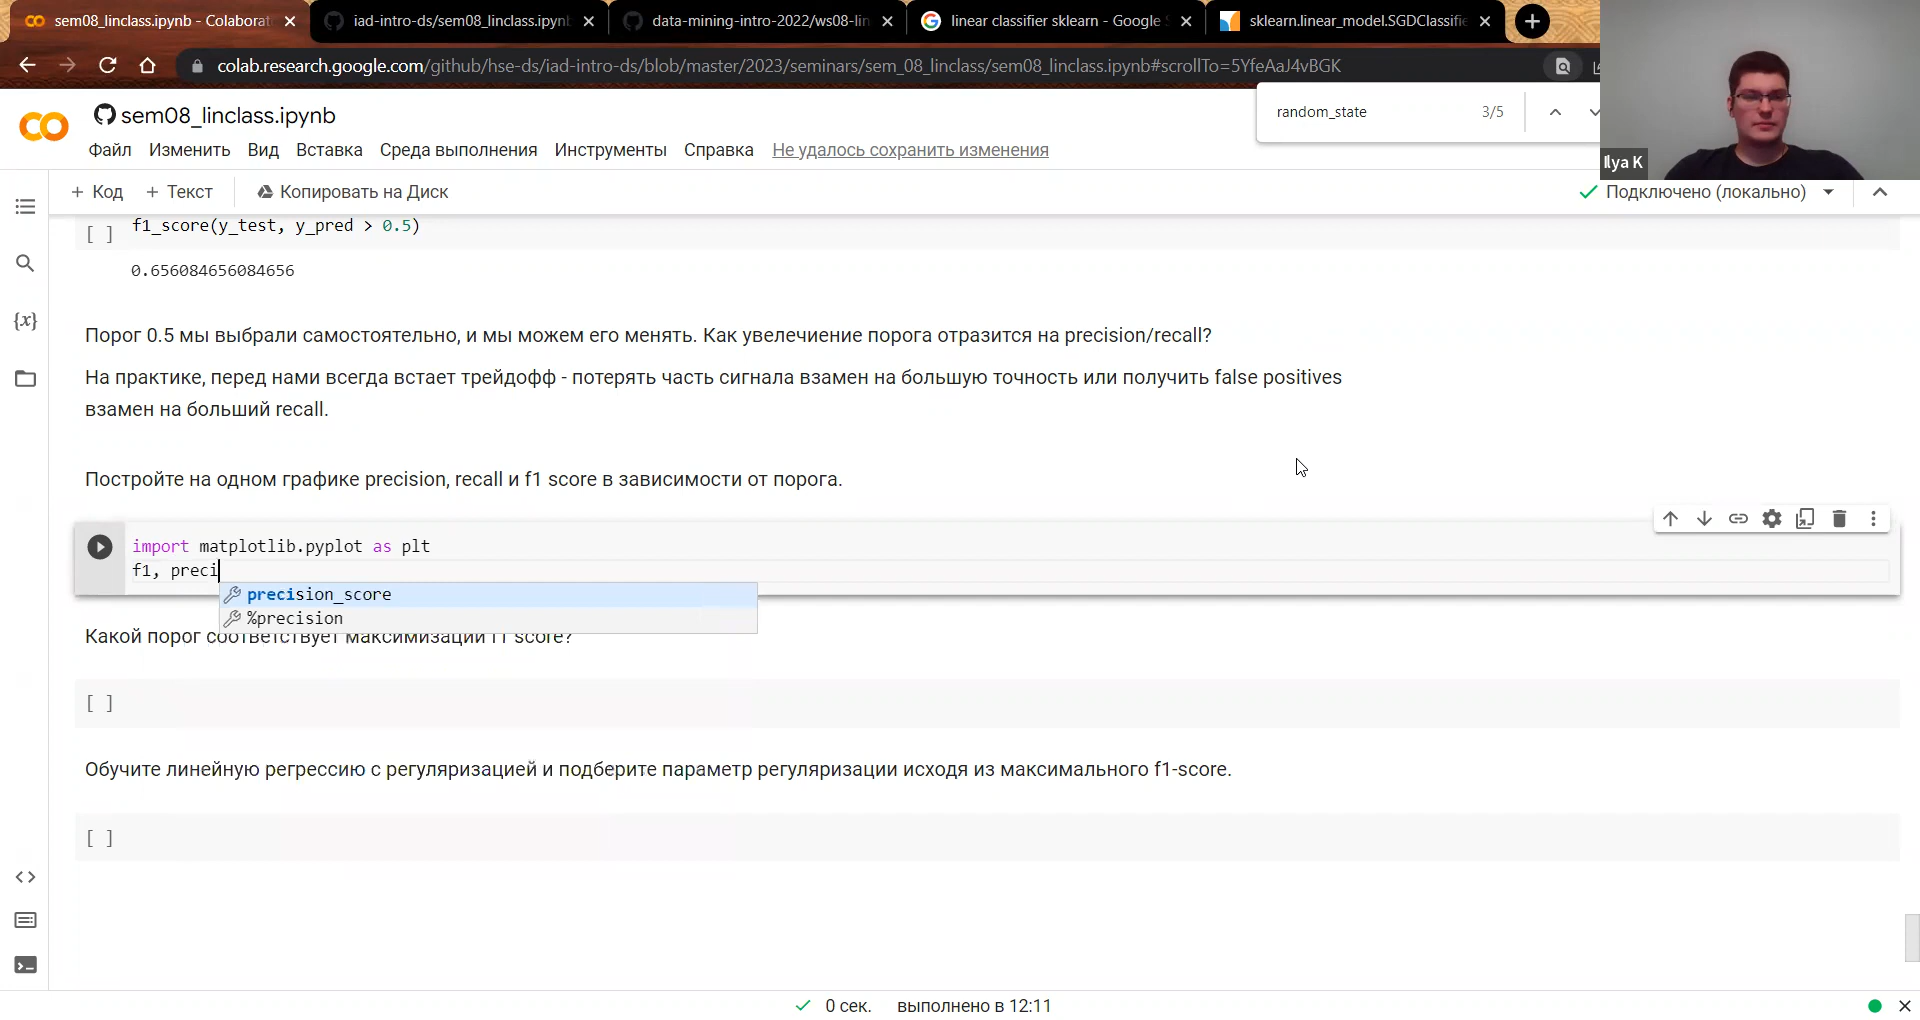 sem08_linclass.ipynb - Colaborat
iad-intro-ds/sem08_linclass.ipynb
data-mining-intro-2022/ws08-lin
linear classifier sklearn - Google S
sklearn.linear_model.SGDClassifie
colab.research.google.com/github/hse-ds/iad-intro-ds/blob/master/2023/seminars/sem_08_linclass/sem08_linclass.ipynb#scrollTo=5YfeAaJ4vBGK
sem08_linclass.ipynb
random_state 3/5
Файл Изменить Вид Вставка Среда выполнения Инструменты Справка Не удалось сохранить изменения
Ilya K
+ Код + Текст Копировать на Диск
Подключено (локально)
[ ] f1_score(y_test, y_pred > 0.5)
0.656084656084656
Порог 0.5 мы выбрали самостоятельно, и мы можем его менять. Как увелечиение порога отразится на precision/recall?
На практике, перед нами всегда встает трейдофф - потерять часть сигнала взамен на большую точность или получить false positives
взамен на больший recall.
Постройте на одном графике precision, recall и f1 score в зависимости от порога.
import matplotlib.pyplot as plt
f1, preci
precision_score
%precision
Какой порог соответствует максимизации f1 score?
[ ]
Обучите линейную регрессию с регуляризацией и подберите параметр регуляризации исходя из максимального f1-score.
[ ]
0 сек. выполнено в 12:11